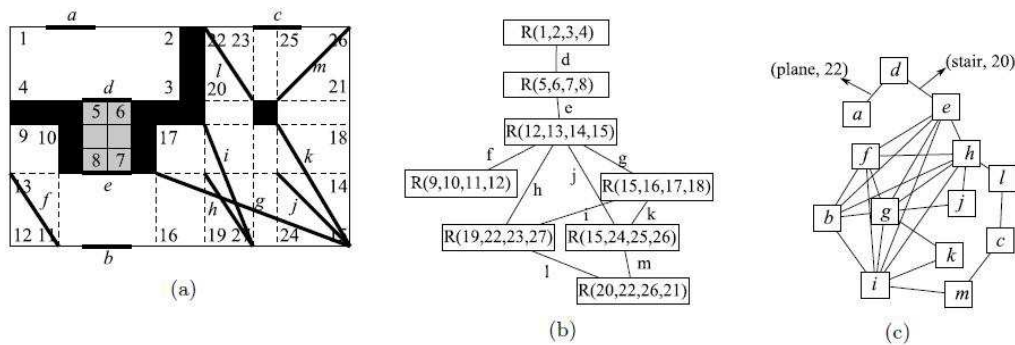 a c
1 2 22 23 25 26
l m
4 3 20 21
d
5 6
9 10 17 18
8 7 i k
e
13 14
f h g j
12 11 16 19 27 24 15
b
(a)
R(1,2,3,4)
d
R(5,6,7,8)
e
R(12,13,14,15)
f g
h j
R(9,10,11,12) R(15,16,17,18)
i k
R(19,22,23,27) R(15,24,25,26)
l m
R(20,22,26,21)
(b)
(plane, 22) d (stair, 20)
a e
f h
l
b g j
c
k
i m
(c)